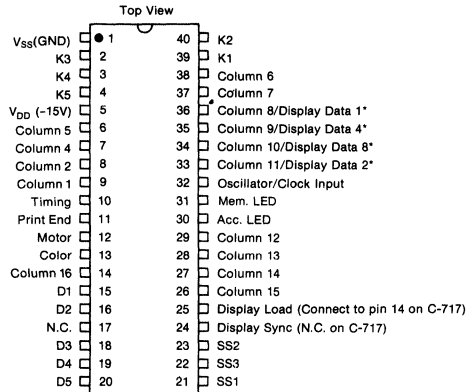 Top View
V_SS(GND) 1 40 K2
K3 2 39 K1
K4 3 38 Column 6
K5 4 37 Column 7
V_DD (-15V) 5 36 Column 8/Display Data 1*
Column 5 6 35 Column 9/Display Data 4*
Column 4 7 34 Column 10/Display Data 8*
Column 2 8 33 Column 11/Display Data 2*
Column 1 9 32 Oscillator/Clock Input
Timing 10 31 Mem. LED
Print End 11 30 Acc. LED
Motor 12 29 Column 12
Color 13 28 Column 13
Column 16 14 27 Column 14
D1 15 26 Column 15
D2 16 25 Display Load (Connect to pin 14 on C-717)
N.C. 17 24 Display Sync (N.C. on C-717)
D3 18 23 SS2
D4 19 22 SS3
D5 20 21 SS1